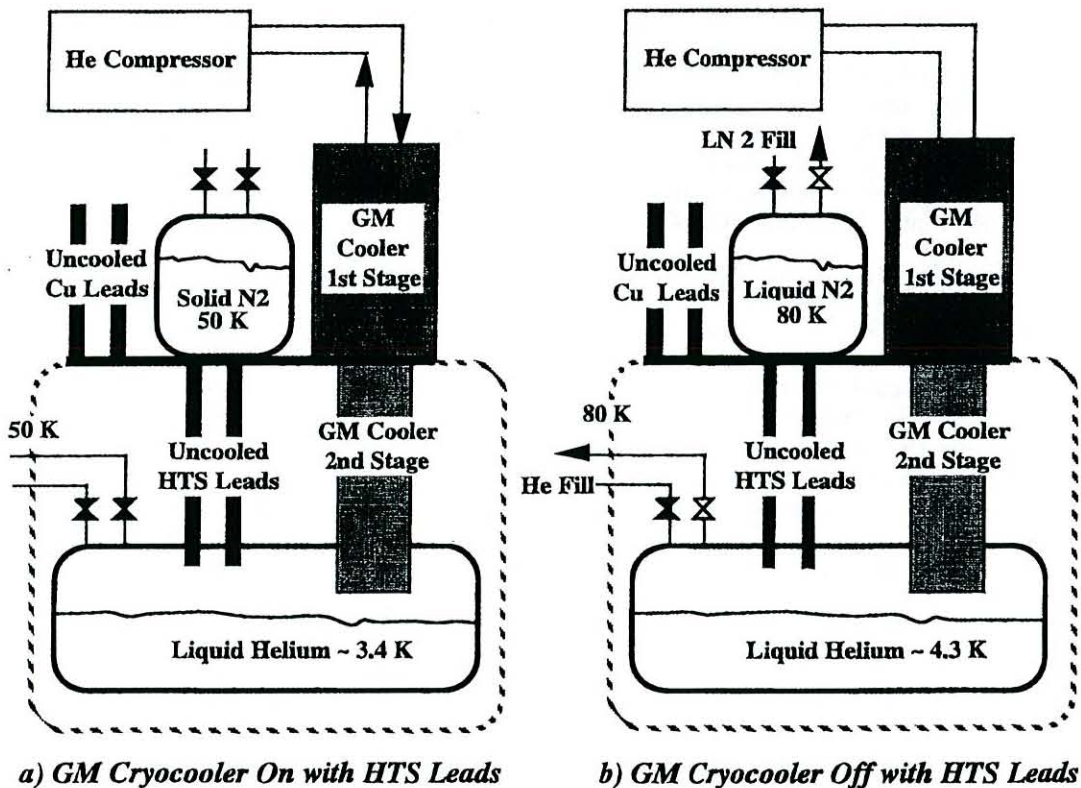 He Compressor
GM
Cooler
1st Stage
Uncooled
Cu Leads
Solid N2
50 K
50 K
Uncooled
HTS Leads
GM Cooler
2nd Stage
Liquid Helium ~ 3.4 K
a) GM Cryocooler On with HTS Leads
He Compressor
LN 2 Fill
GM
Cooler
1st Stage
Uncooled
Cu Leads
Liquid N2
80 K
80 K
He Fill
Uncooled
HTS Leads
GM Cooler
2nd Stage
Liquid Helium ~ 4.3 K
b) GM Cryocooler Off with HTS Leads